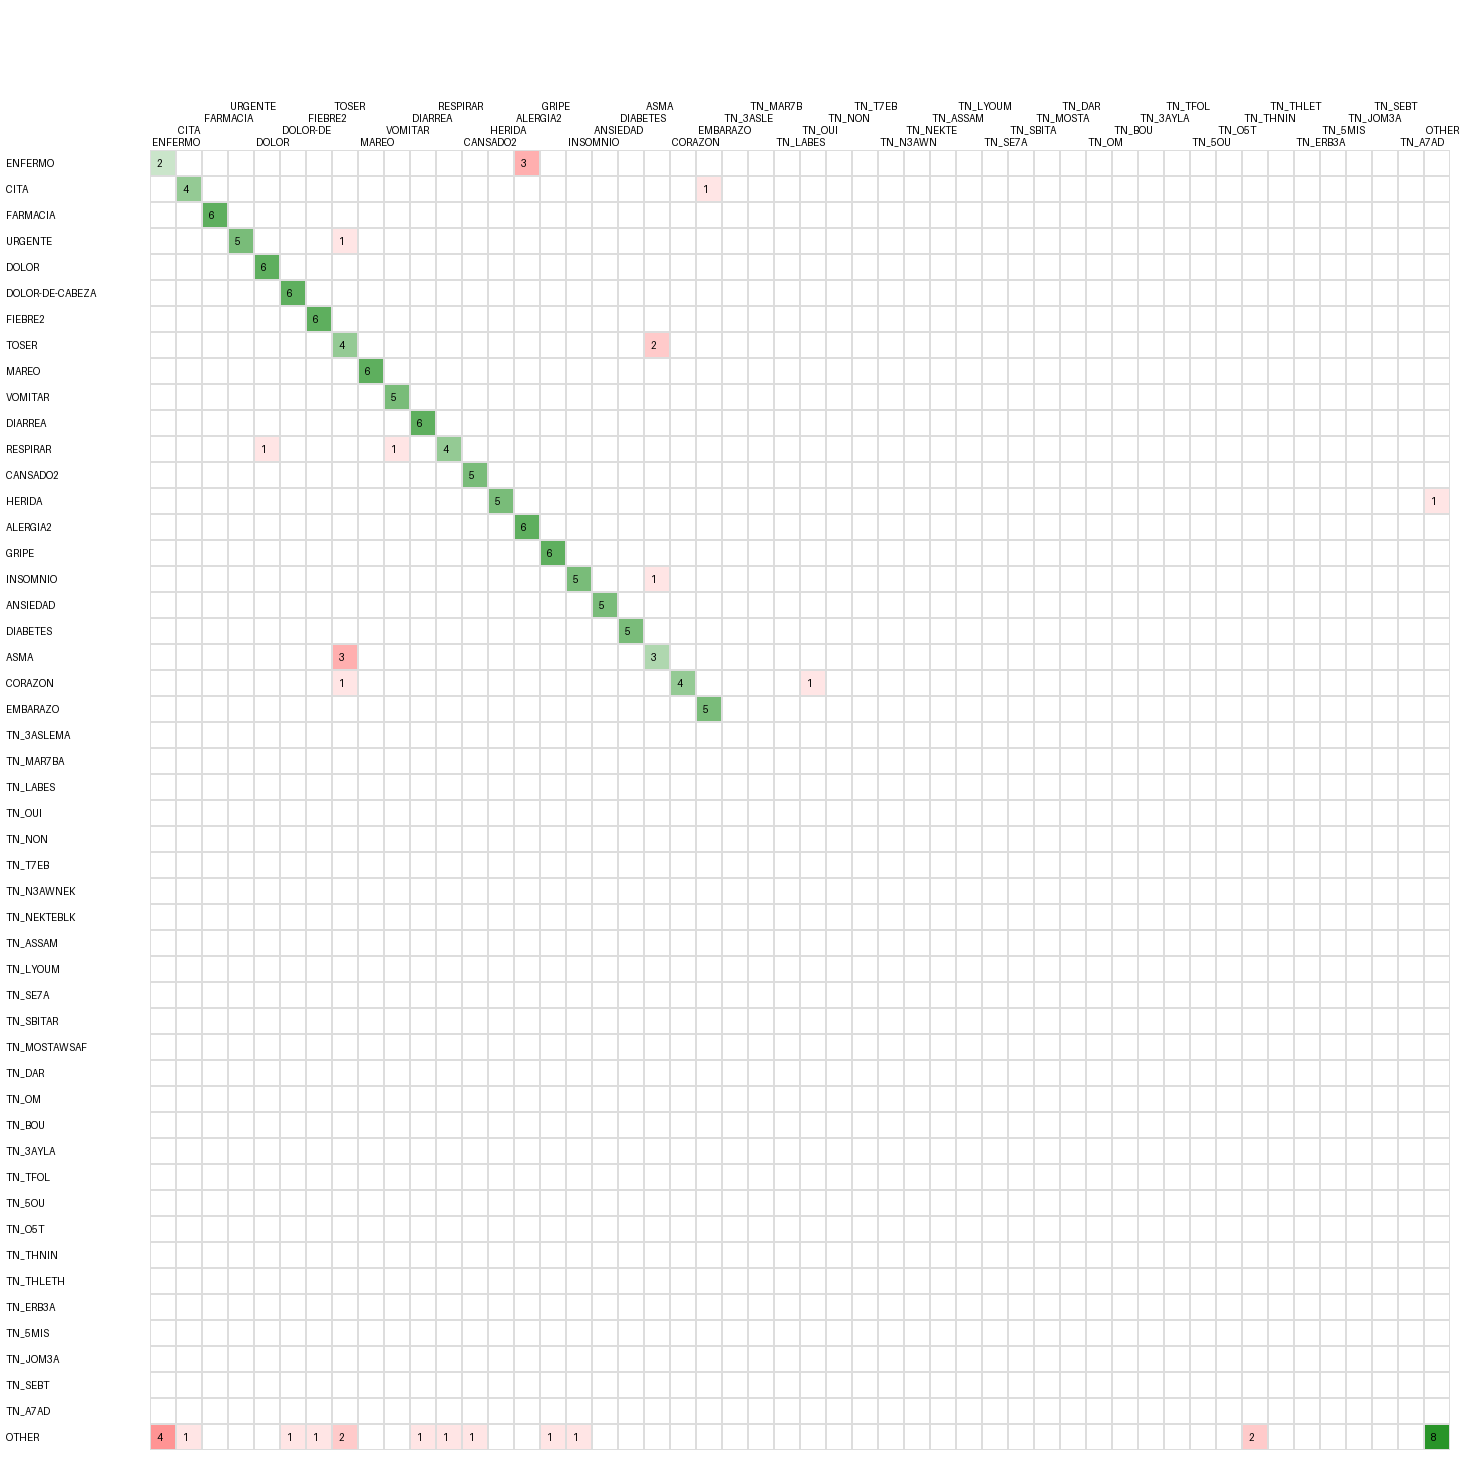 URGENTE TOSER RESPIRAR GRIPE ASMA TN_MAR7B TN_T7EB TN_LYOUM TN_DAR TN_TFOL TN_THLET TN_SEBT
FARMACIA FIEBRE2 DIARREA ALERGIA2 DIABETES TN_3ASLE TN_NON TN_ASSAM TN_MOSTA TN_3AYLA TN_THNIN TN_JOM3A
CITA DOLOR-DE VOMITAR HERIDA ANSIEDAD EMBARAZO TN_OUI TN_NEKTE TN_SBITA TN_BOU TN_O5T TN_5MIS OTHER
ENFERMO DOLOR MAREO CANSADO2 INSOMNIO CORAZON TN_LABES TN_N3AWN TN_SE7A TN_OM TN_5OU TN_ERB3A TN_A7AD
ENFERMO 2 3
CITA 4 1
FARMACIA 6
URGENTE 5 1
DOLOR 6
DOLOR-DE-CABEZA 6
FIEBRE2 6
TOSER 4 2
MAREO 6
VOMITAR 5
DIARREA 6
RESPIRAR 1 1 4
CANSADO2 5
HERIDA 5 1
ALERGIA2 6
GRIPE 6
INSOMNIO 5 1
ANSIEDAD 5
DIABETES 5
ASMA 3 3
CORAZON 1 4 1
EMBARAZO 5
TN_3ASLEMA
TN_MAR7BA
TN_LABES
TN_OUI
TN_NON
TN_T7EB
TN_N3AWNEK
TN_NEKTEBLK
TN_ASSAM
TN_LYOUM
TN_SE7A
TN_SBITAR
TN_MOSTAWSAF
TN_DAR
TN_OM
TN_BOU
TN_3AYLA
TN_TFOL
TN_5OU
TN_O5T
TN_THNIN
TN_THLETH
TN_ERB3A
TN_5MIS
TN_JOM3A
TN_SEBT
TN_A7AD
OTHER 4 1 1 1 2 1 1 1 1 1 2 8